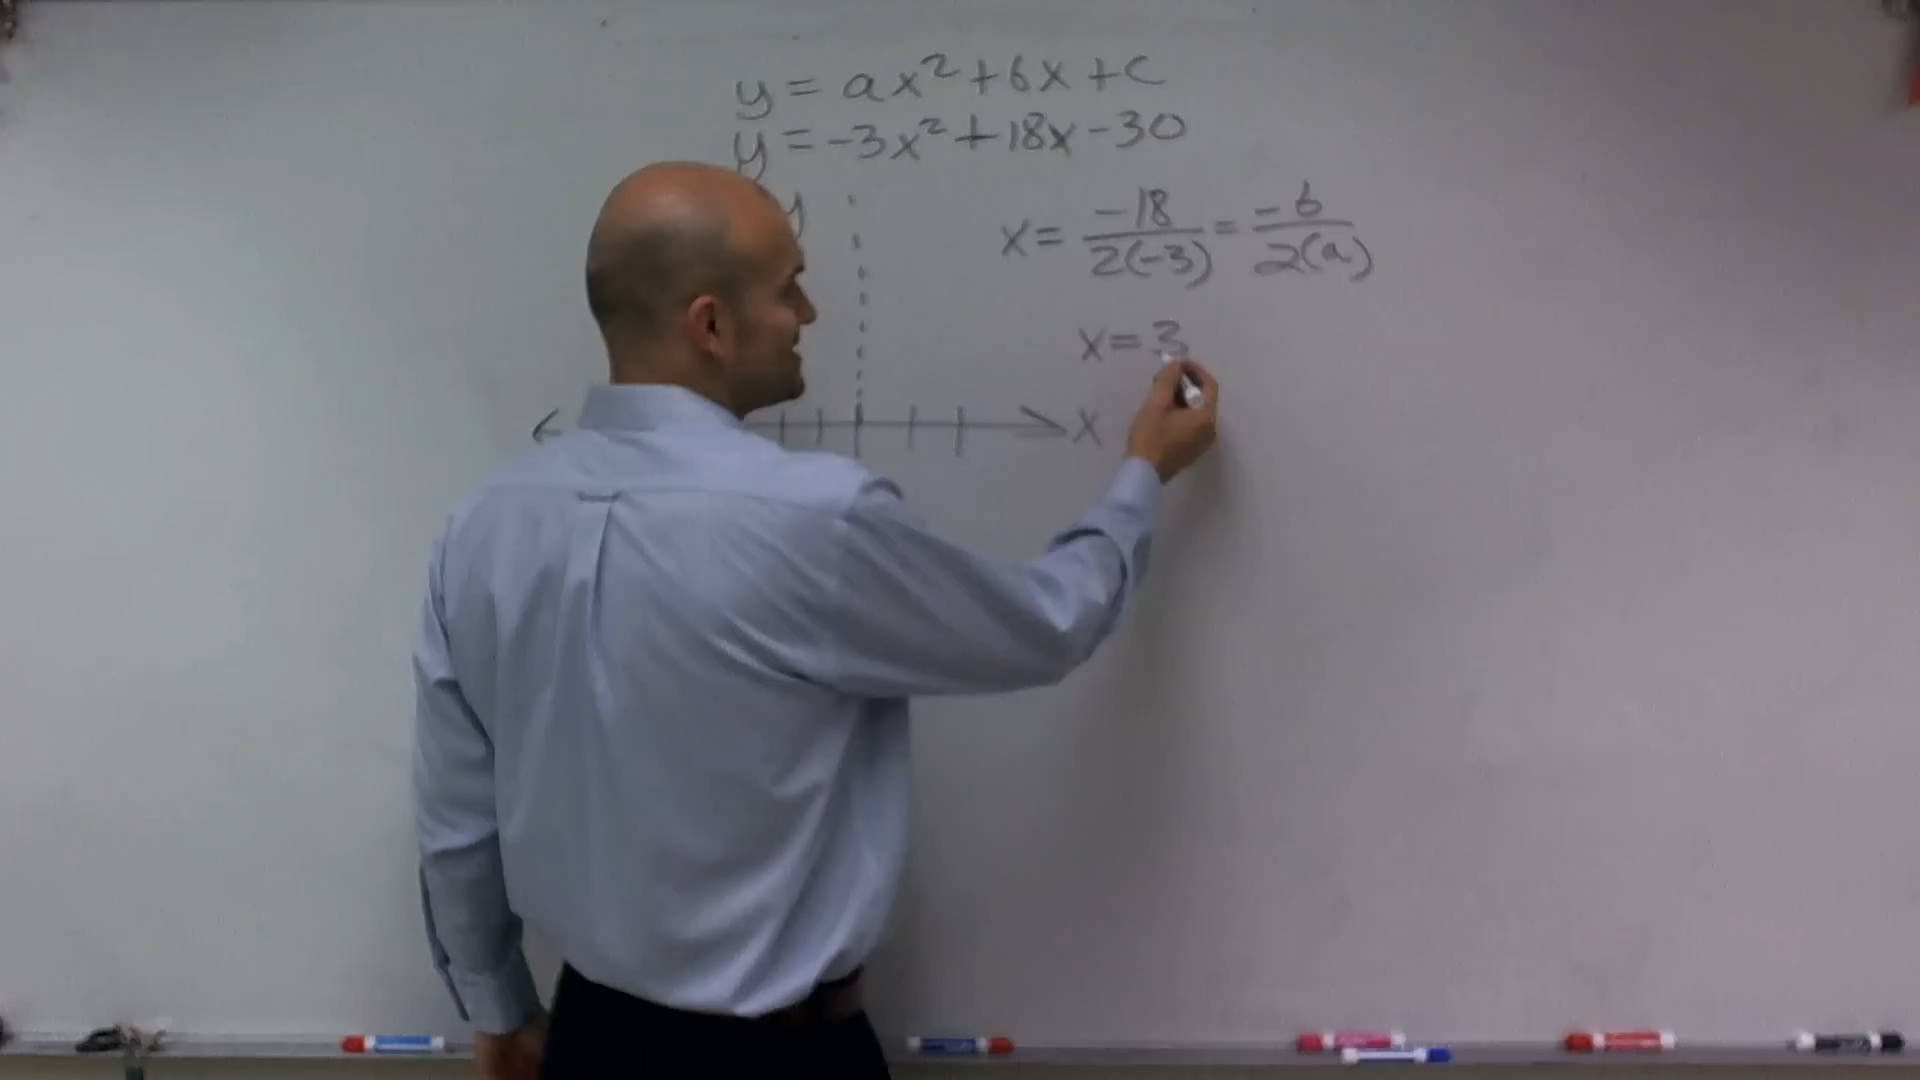 y = ax² + bx + c
y = -3x² + 18x - 30
y
x = -18 / 2(-3) = -b / 2(a)
x = 3
x